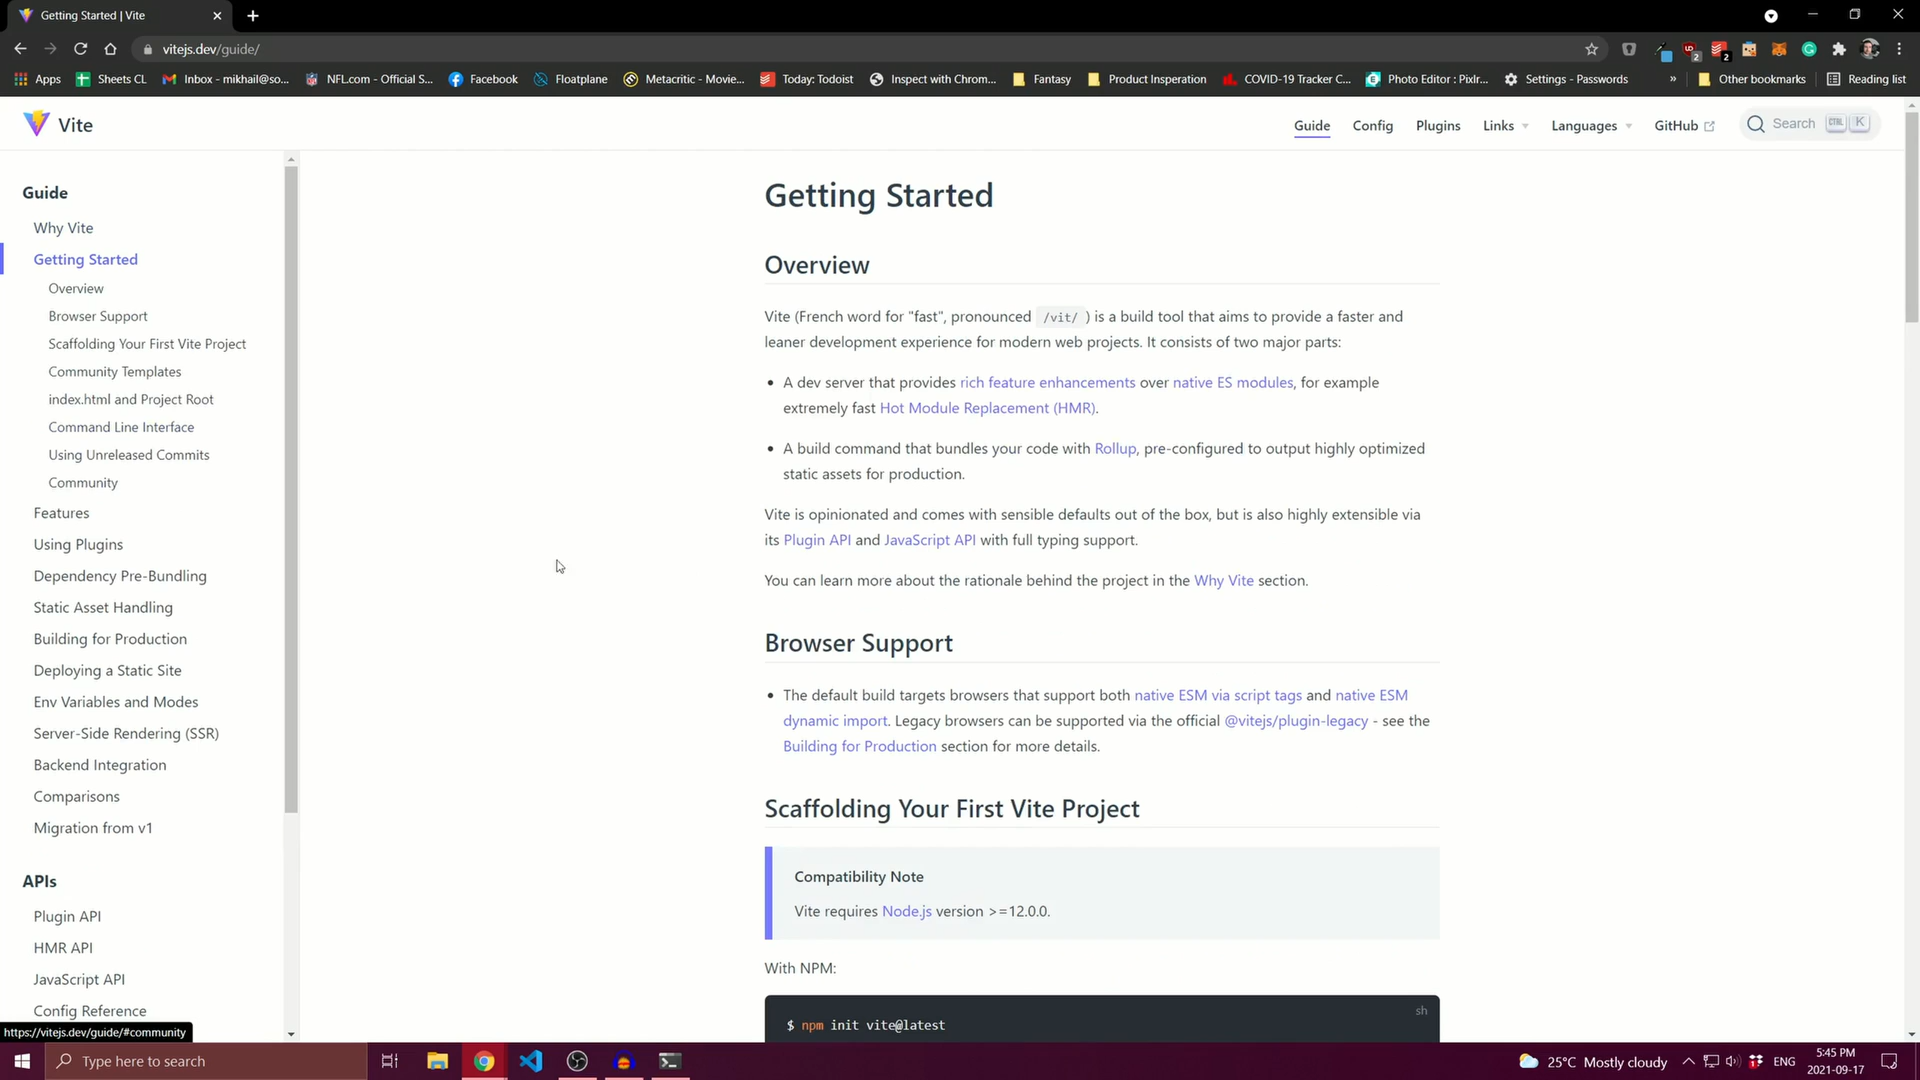 Getting Started | Vite
vitejs.dev/guide/
2
2
Apps
Sheets CL
Inbox - mikhail@so...
NFL.com - Official S...
Facebook
Floatplane
Metacritic - Movie...
Today: Todoist
Inspect with Chrom...
Fantasy
Product Insperation
COVID-19 Tracker C...
Photo Editor : Pixlr...
Settings - Passwords
»
Other bookmarks
Reading list
Vite
Guide
Config
Plugins
Links
Languages
GitHub
Search
CTRL
K
Guide
Why Vite
Getting Started
Overview
Browser Support
Scaffolding Your First Vite Project
Community Templates
index.html and Project Root
Command Line Interface
Using Unreleased Commits
Community
Features
Using Plugins
Dependency Pre-Bundling
Static Asset Handling
Building for Production
Deploying a Static Site
Env Variables and Modes
Server-Side Rendering (SSR)
Backend Integration
Comparisons
Migration from v1
APIs
Plugin API
HMR API
JavaScript API
Config Reference
https://vitejs.dev/guide/#community
Getting Started
Overview
Vite (French word for "fast", pronounced /vit/ ) is a build tool that aims to provide a faster and
leaner development experience for modern web projects. It consists of two major parts:
• A dev server that provides rich feature enhancements over native ES modules, for example
extremely fast Hot Module Replacement (HMR).
• A build command that bundles your code with Rollup, pre-configured to output highly optimized
static assets for production.
Vite is opinionated and comes with sensible defaults out of the box, but is also highly extensible via
its Plugin API and JavaScript API with full typing support.
You can learn more about the rationale behind the project in the Why Vite section.
Browser Support
• The default build targets browsers that support both native ESM via script tags and native ESM
dynamic import. Legacy browsers can be supported via the official @vitejs/plugin-legacy - see the
Building for Production section for more details.
Scaffolding Your First Vite Project
Compatibility Note
Vite requires Node.js version >=12.0.0.
With NPM:
sh
$ npm init vite@latest
Type here to search
25°C Mostly cloudy
ENG
5:45 PM
2021-09-17